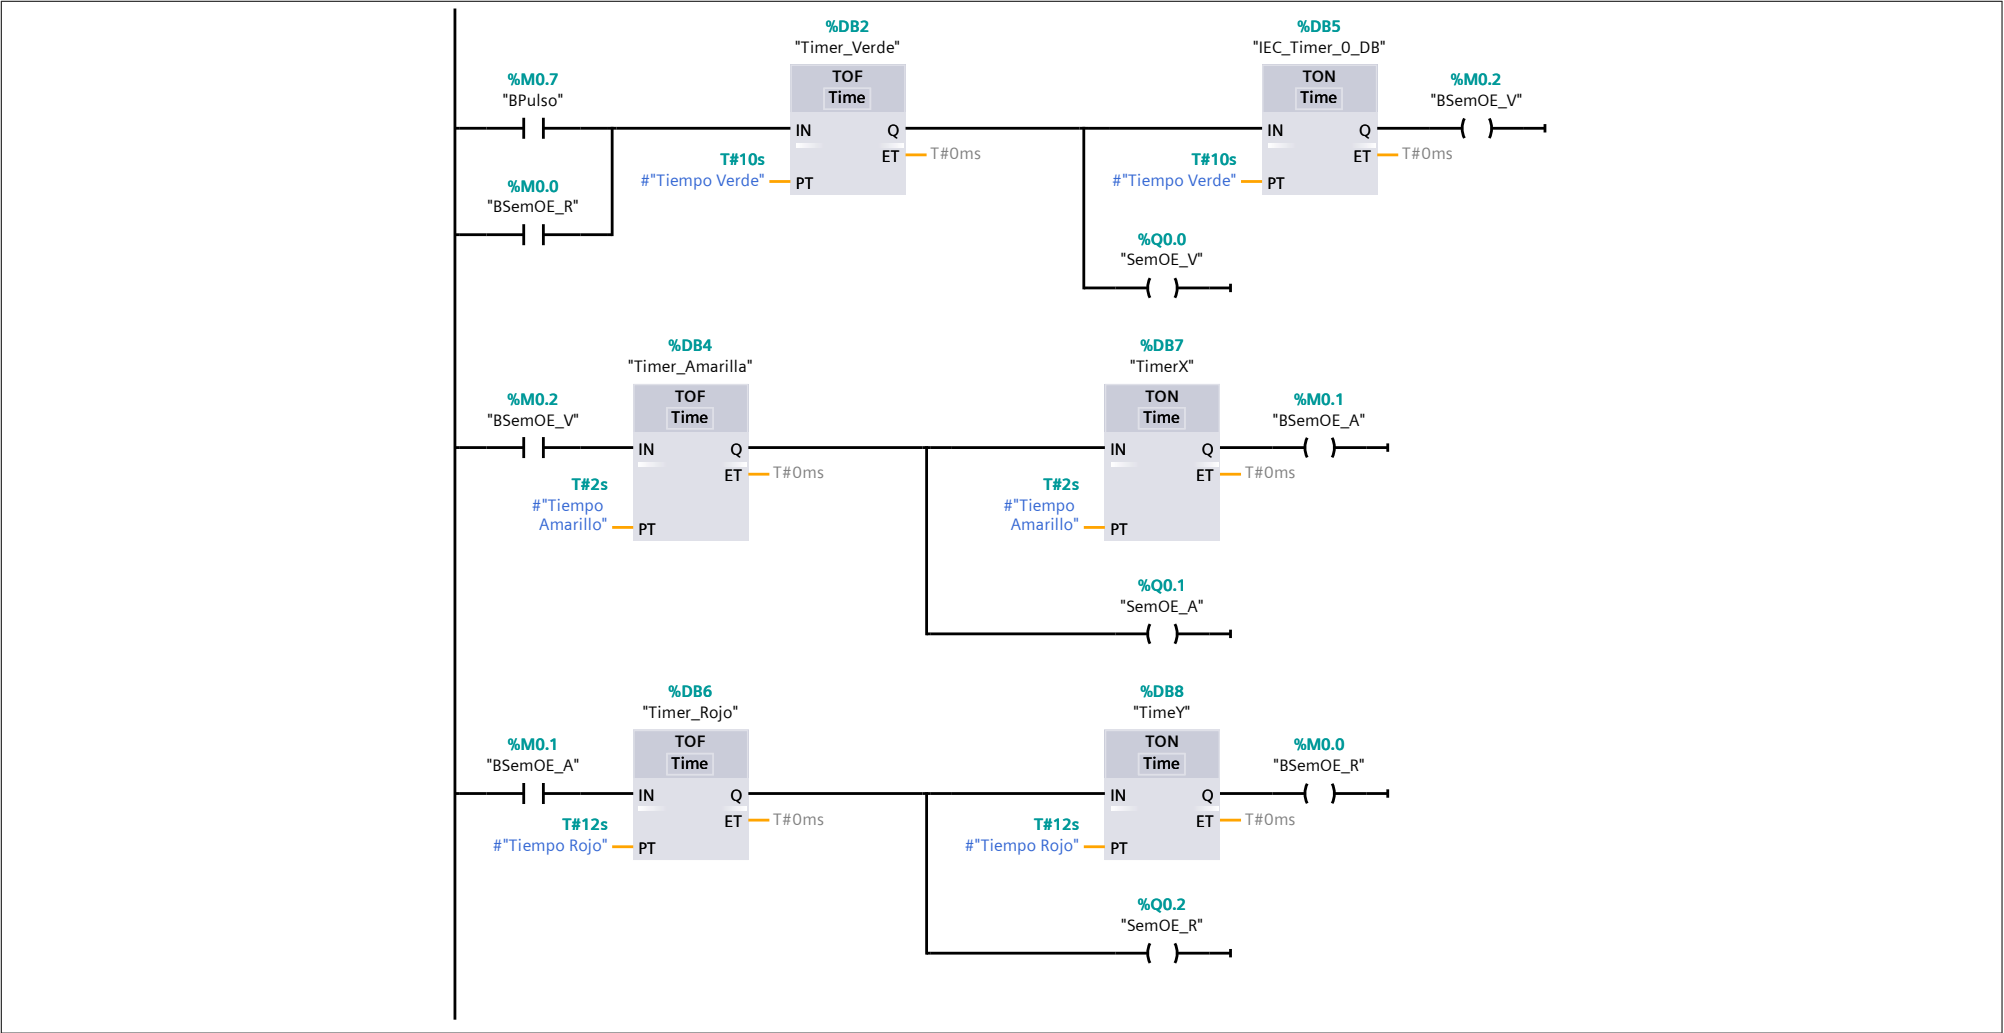 %DB2
"Timer_Verde"
%DB5
"IEC_Timer_0_DB"
%M0.7
"BPulso"
TOF
Time
TON
Time
%M0.2
"BSemOE_V"
IN
Q
IN
Q
ET
T#0ms
ET
T#0ms
T#10s
#"Tiempo Verde"
PT
T#10s
#"Tiempo Verde"
PT
%M0.0
"BSemOE_R"
%Q0.0
"SemOE_V"
%DB4
"Timer_Amarilla"
%DB7
"TimerX"
%M0.2
"BSemOE_V"
TOF
Time
TON
Time
%M0.1
"BSemOE_A"
IN
Q
IN
Q
ET
T#0ms
ET
T#0ms
T#2s
#"Tiempo
Amarillo"
PT
T#2s
#"Tiempo
Amarillo"
PT
%Q0.1
"SemOE_A"
%DB6
"Timer_Rojo"
%DB8
"TimeY"
%M0.1
"BSemOE_A"
TOF
Time
TON
Time
%M0.0
"BSemOE_R"
IN
Q
IN
Q
ET
T#0ms
ET
T#0ms
T#12s
#"Tiempo Rojo"
PT
T#12s
#"Tiempo Rojo"
PT
%Q0.2
"SemOE_R"